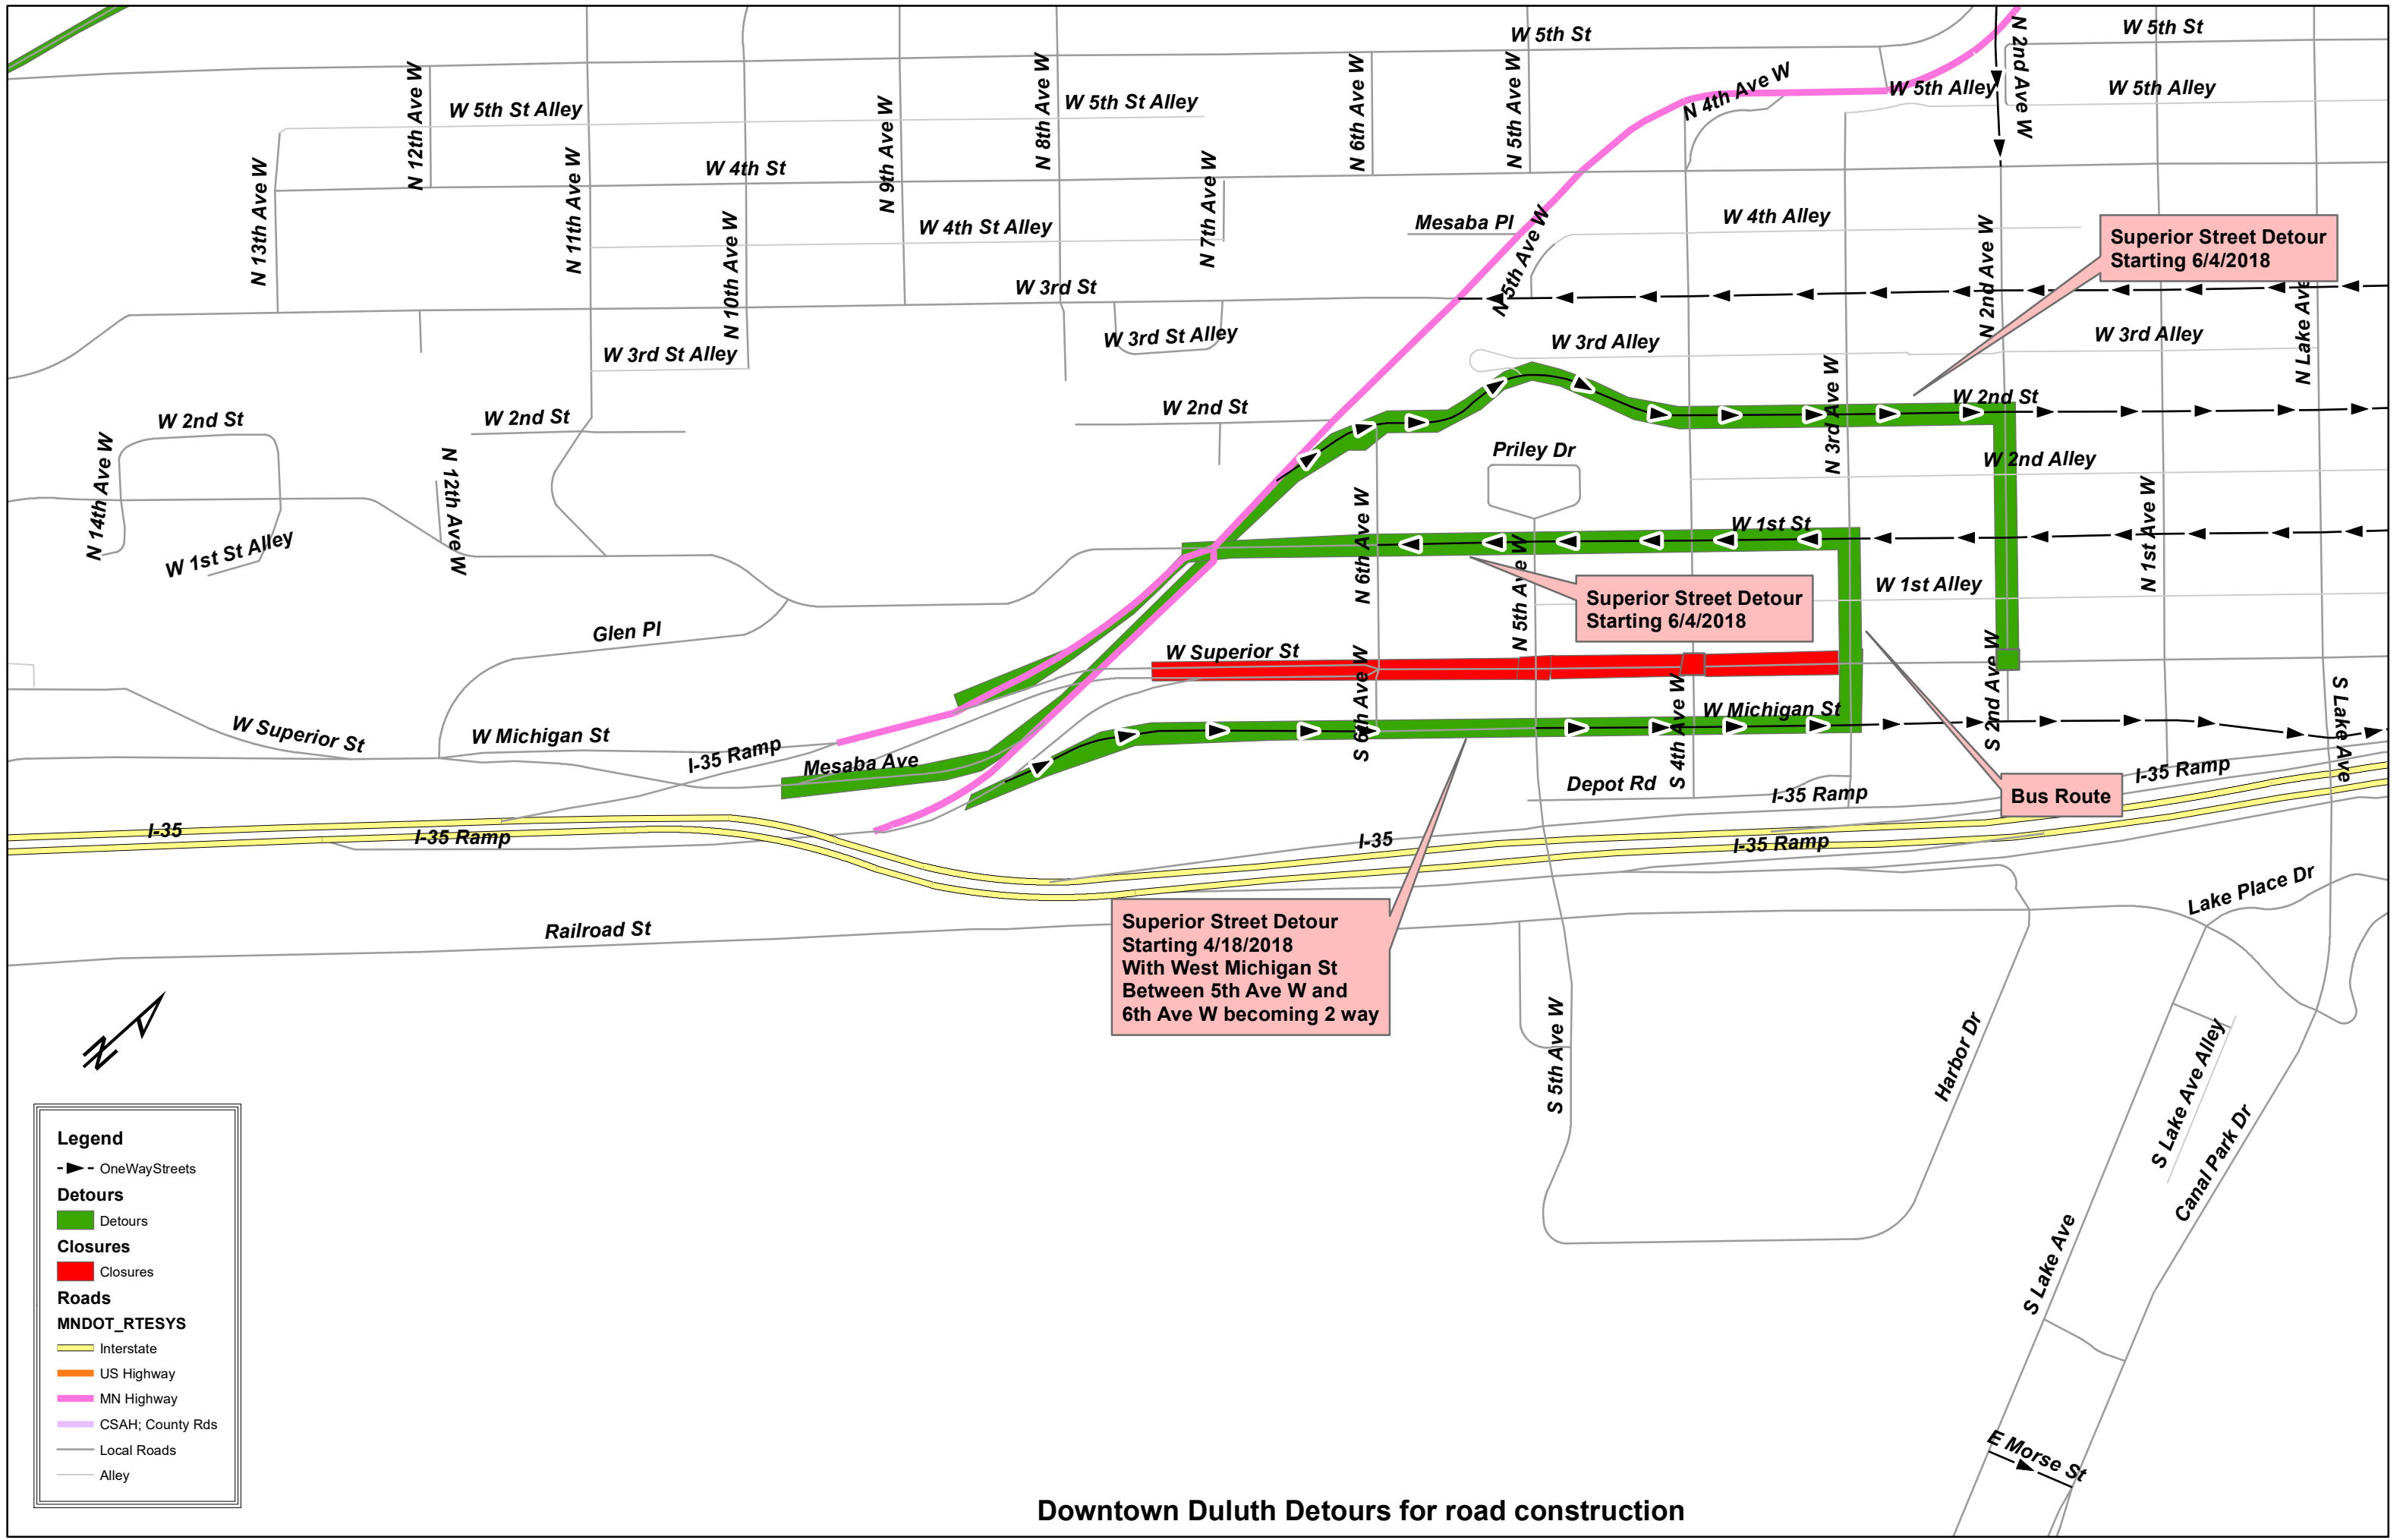 W 5th St
N 2nd Ave W
W 5th St
N 12th Ave W
W 5th St Alley
N 9th Ave W
N 8th Ave W
W 5th St Alley
N 6th Ave W
N 5th Ave W
N 4th Ave W
W 5th Alley
W 5th Alley
N 13th Ave W
N 11th Ave W
W 4th St
N 10th Ave W
W 4th St Alley
N 7th Ave W
Mesaba Pl
N 5th Ave W
W 4th Alley
N 2nd Ave W
Superior Street Detour
Starting 6/4/2018
W 3rd St
N Lake Ave
W 3rd St Alley
W 3rd St Alley
W 3rd Alley
W 3rd Alley
N 3rd Ave W
W 2nd St
W 2nd St
W 2nd St
W 2nd St
N 14th Ave W
N 12th Ave W
Priley Dr
W 2nd Alley
W 1st St Alley
N 6th Ave W
W 1st St
N 5th Ave W
N 1st Ave W
Superior Street Detour
Starting 6/4/2018
W 1st Alley
Glen Pl
W Superior St
S 6th Ave W
S 4th Ave W
S 2nd Ave W
S Lake Ave
W Superior St
W Michigan St
I-35 Ramp
Mesaba Ave
W Michigan St
Depot Rd
I-35 Ramp
Bus Route
I-35 Ramp
I-35
I-35 Ramp
I-35
I-35 Ramp
Lake Place Dr
Railroad St
Superior Street Detour
Starting 4/18/2018
With West Michigan St
Between 5th Ave W and
6th Ave W becoming 2 way
N
S 5th Ave W
Harbor Dr
S Lake Ave Alley
Canal Park Dr
S Lake Ave
E Morse St
Legend
OneWayStreets
Detours
Detours
Closures
Closures
Roads
MNDOT_RTESYS
Interstate
US Highway
MN Highway
CSAH; County Rds
Local Roads
Alley
Downtown Duluth Detours for road construction